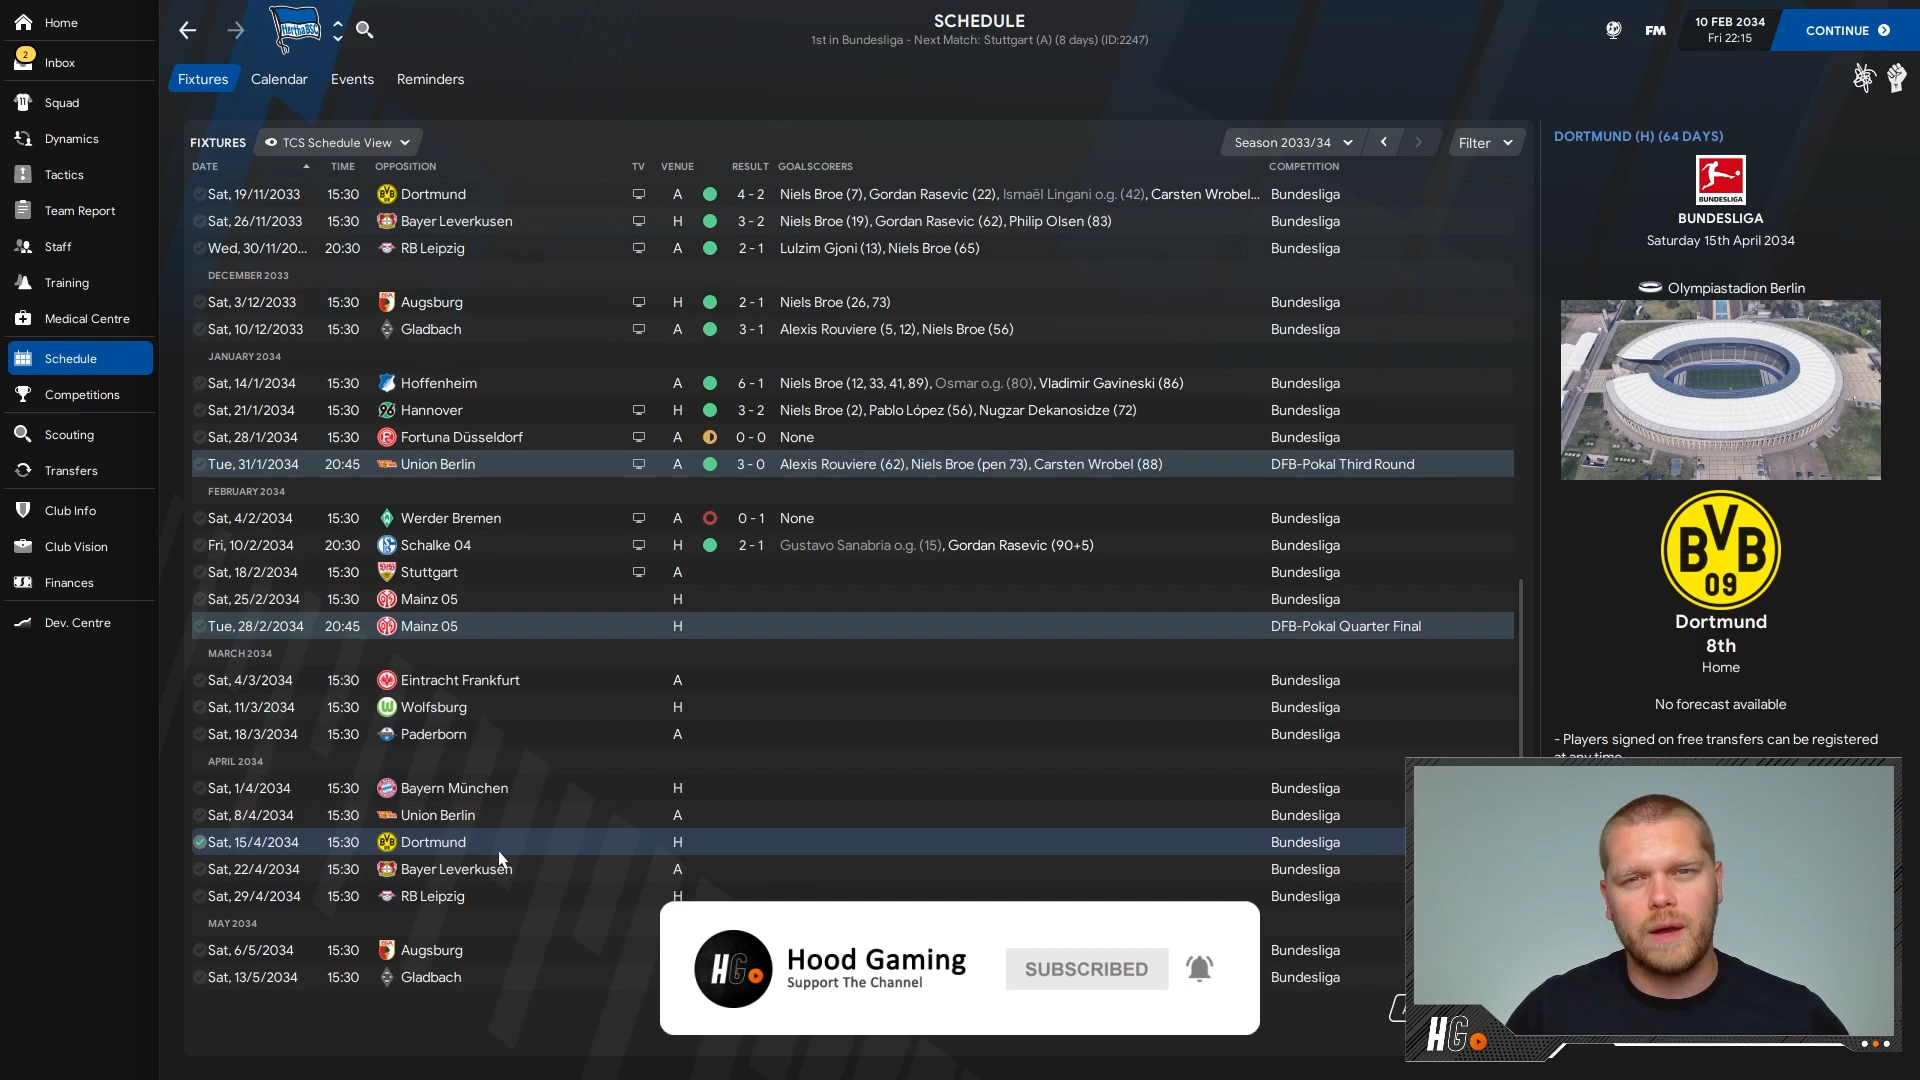 Home
2
Inbox
Squad
Dynamics
Tactics
Team Report
Staff
Training
Medical Centre
Schedule
Competitions
Scouting
Transfers
Club Info
Club Vision
Finances
Dev. Centre
SCHEDULE
1st in Bundesliga - Next Match: Stuttgart (A) (8 days) (ID:2247)
FM
10 FEB 2034
Fri 22:15
CONTINUE
Fixtures Calendar Events Reminders
FIXTURES TCS Schedule View Season 2033/34 Filter
DATE TIME OPPOSITION TV VENUE RESULT GOALSCORERS COMPETITION
Sat, 19/11/2033 15:30 Dortmund A 4 - 2 Niels Broe (7), Gordan Rasevic (22), Ismaël Lingani o.g. (42), Carsten Wrobel... Bundesliga
Sat, 26/11/2033 15:30 Bayer Leverkusen H 3 - 2 Niels Broe (19), Gordan Rasevic (62), Philip Olsen (83) Bundesliga
Wed, 30/11/20... 20:30 RB Leipzig A 2 - 1 Lulzim Gjoni (13), Niels Broe (65) Bundesliga
DECEMBER 2033
Sat, 3/12/2033 15:30 Augsburg H 2 - 1 Niels Broe (26, 73) Bundesliga
Sat, 10/12/2033 15:30 Gladbach A 3 - 1 Alexis Rouviere (5, 12), Niels Broe (56) Bundesliga
JANUARY 2034
Sat, 14/1/2034 15:30 Hoffenheim A 6 - 1 Niels Broe (12, 33, 41, 89), Osmar o.g. (80), Vladimir Gavineski (86) Bundesliga
Sat, 21/1/2034 15:30 Hannover H 3 - 2 Niels Broe (2), Pablo López (56), Nugzar Dekanosidze (72) Bundesliga
Sat, 28/1/2034 15:30 Fortuna Düsseldorf A 0 - 0 None Bundesliga
Tue, 31/1/2034 20:45 Union Berlin A 3 - 0 Alexis Rouviere (62), Niels Broe (pen 73), Carsten Wrobel (88) DFB-Pokal Third Round
FEBRUARY 2034
Sat, 4/2/2034 15:30 Werder Bremen A 0 - 1 None Bundesliga
Fri, 10/2/2034 20:30 Schalke 04 H 2 - 1 Gustavo Sanabria o.g. (15), Gordan Rasevic (90+5) Bundesliga
Sat, 18/2/2034 15:30 Stuttgart A Bundesliga
Sat, 25/2/2034 15:30 Mainz 05 H Bundesliga
Tue, 28/2/2034 20:45 Mainz 05 H DFB-Pokal Quarter Final
MARCH 2034
Sat, 4/3/2034 15:30 Eintracht Frankfurt A Bundesliga
Sat, 11/3/2034 15:30 Wolfsburg H Bundesliga
Sat, 18/3/2034 15:30 Paderborn A Bundesliga
APRIL 2034
Sat, 1/4/2034 15:30 Bayern München H Bundesliga
Sat, 8/4/2034 15:30 Union Berlin A Bundesliga
Sat, 15/4/2034 15:30 Dortmund H Bundesliga
Sat, 22/4/2034 15:30 Bayer Leverkusen A Bundesliga
Sat, 29/4/2034 15:30 RB Leipzig H Bundesliga
MAY 2034
Sat, 6/5/2034 15:30 Augsburg Bundesliga
Sat, 13/5/2034 15:30 Gladbach Bundesliga
DORTMUND (H) (64 DAYS)
BUNDESLIGA
BUNDESLIGA
Saturday 15th April 2034
Olympiastadion Berlin
BVB
09
Dortmund
8th
Home
No forecast available
- Players signed on free transfers can be registered
at any time
HG
Hood Gaming
Support The Channel
SUBSCRIBED
HG